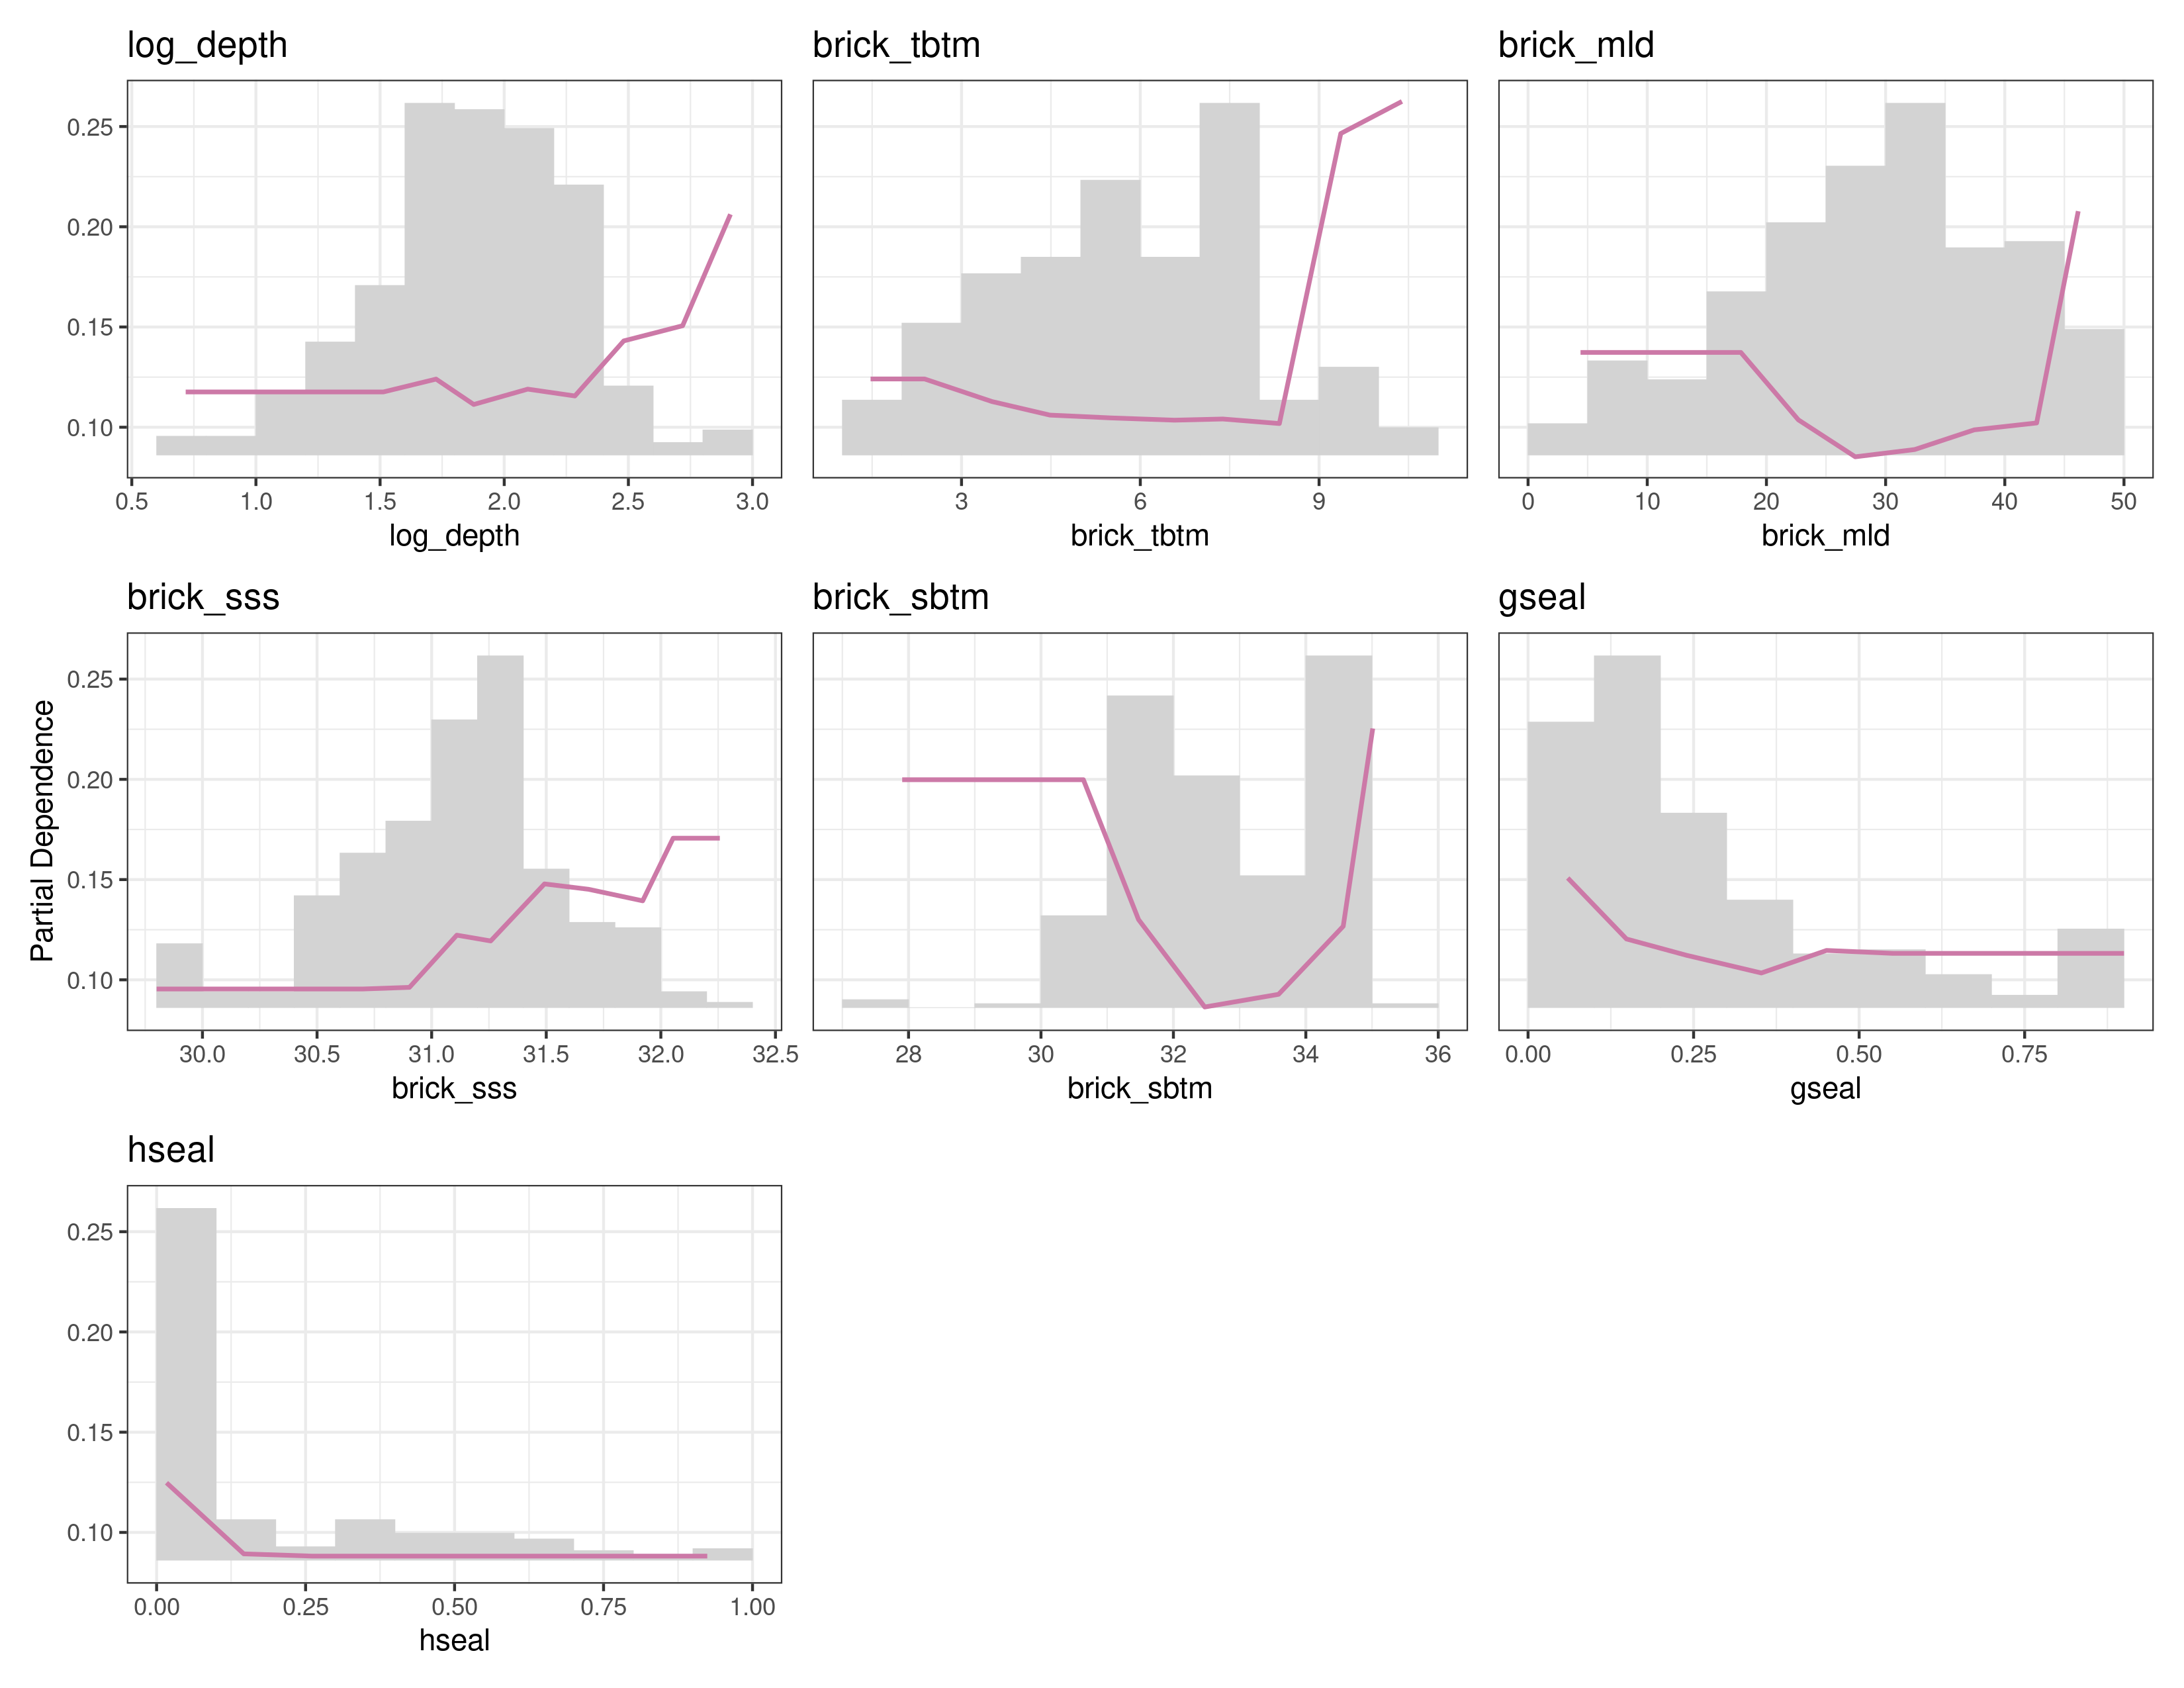 log_depth
0.25
0.20
0.15
0.10
0.5 1.0 1.5 2.0 2.5 3.0
log_depth
brick_tbtm
3 6 9
brick_tbtm
brick_mld
0 10 20 30 40 50
brick_mld
Partial Dependence
brick_sss
0.25
0.20
0.15
0.10
30.0 30.5 31.0 31.5 32.0 32.5
brick_sss
brick_sbtm
28 30 32 34 36
brick_sbtm
gseal
0.00 0.25 0.50 0.75
gseal
hseal
0.25
0.20
0.15
0.10
0.00 0.25 0.50 0.75 1.00
hseal